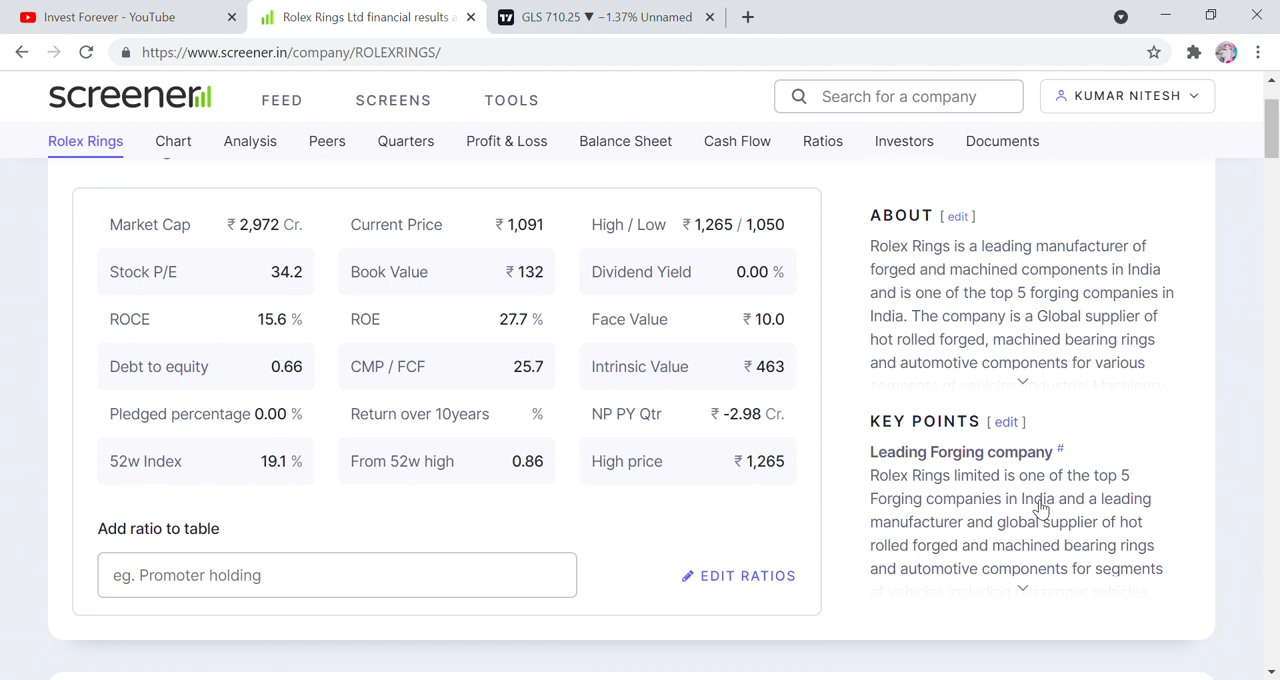 Invest Forever - YouTube
Rolex Rings Ltd financial results a
GLS 710.25 ▼ −1.37% Unnamed
https://www.screener.in/company/ROLEXRINGS/
screener
FEED
SCREENS
TOOLS
Search for a company
KUMAR NITESH
Rolex Rings
Chart
Analysis
Peers
Quarters
Profit & Loss
Balance Sheet
Cash Flow
Ratios
Investors
Documents
Market Cap ₹ 2,972 Cr.
Current Price ₹ 1,091
High / Low ₹ 1,265 / 1,050
Stock P/E 34.2
Book Value ₹ 132
Dividend Yield 0.00 %
ROCE 15.6 %
ROE 27.7 %
Face Value ₹ 10.0
Debt to equity 0.66
CMP / FCF 25.7
Intrinsic Value ₹ 463
Pledged percentage 0.00 %
Return over 10years %
NP PY Qtr ₹ -2.98 Cr.
52w Index 19.1 %
From 52w high 0.86
High price ₹ 1,265
Add ratio to table
eg. Promoter holding
EDIT RATIOS
ABOUT [ edit ]
Rolex Rings is a leading manufacturer of
forged and machined components in India
and is one of the top 5 forging companies in
India. The company is a Global supplier of
hot rolled forged, machined bearing rings
and automotive components for various
segments of vehicles, Industrial Machinery
KEY POINTS [ edit ]
Leading Forging company #
Rolex Rings limited is one of the top 5
Forging companies in India and a leading
manufacturer and global supplier of hot
rolled forged and machined bearing rings
and automotive components for segments
of vehicles including passenger vehicles